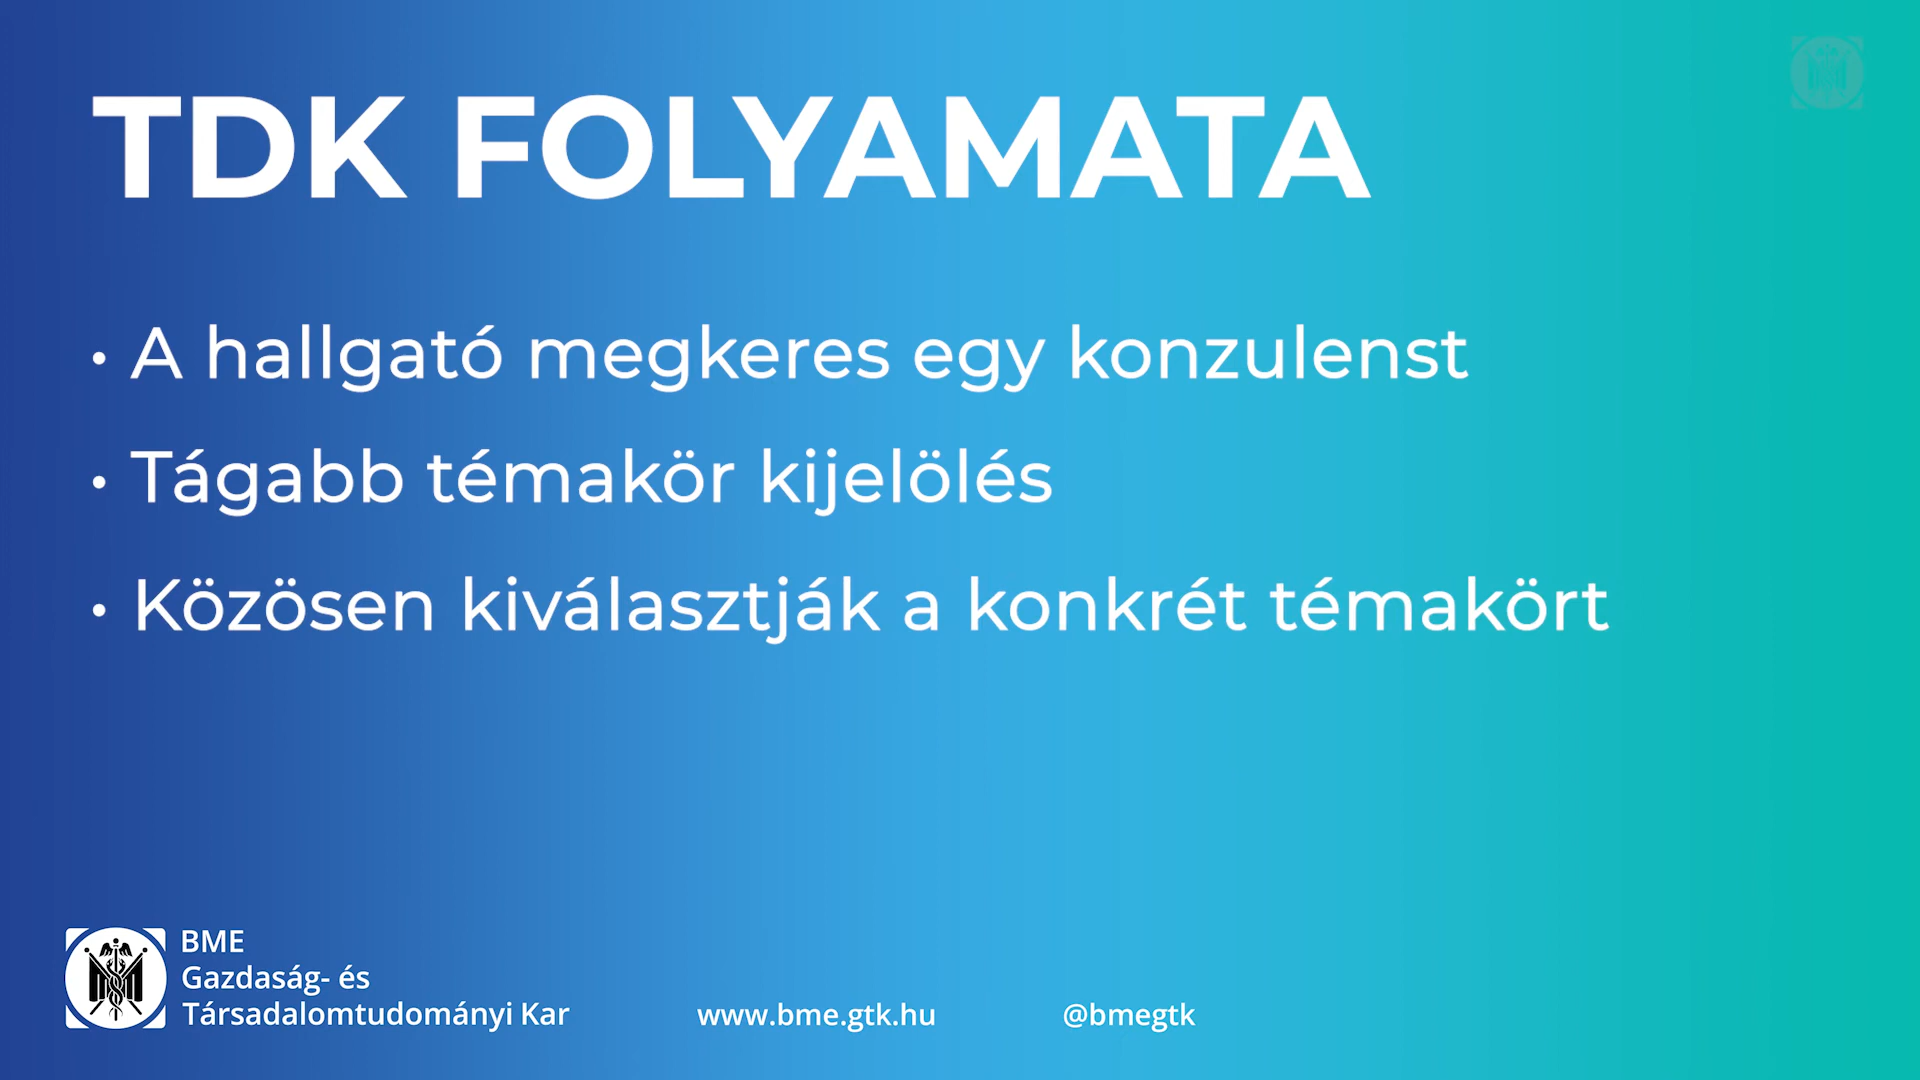 TDK FOLYAMATA
• A hallgató megkeres egy konzulenst
• Tágabb témakör kijelölés
• Közösen kiválasztják a konkrét témakört
BME
Gazdaság- és
Társadalomtudományi Kar
www.bme.gtk.hu
@bmegtk